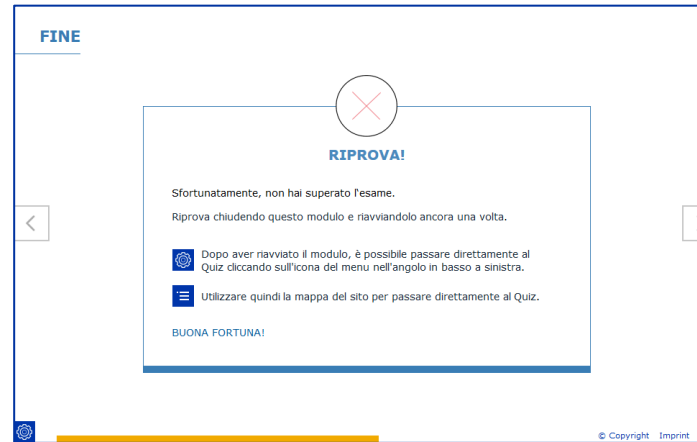 FINE
RIPROVA!
Sfortunatamente, non hai superato l'esame.
Riprova chiudendo questo modulo e riavviandolo ancora una volta.
Dopo aver riavviato il modulo, è possibile passare direttamente al
Quiz cliccando sull'icona del menu nell'angolo in basso a sinistra.
Utilizzare quindi la mappa del sito per passare direttamente al Quiz.
BUONA FORTUNA!
© Copyright Imprint